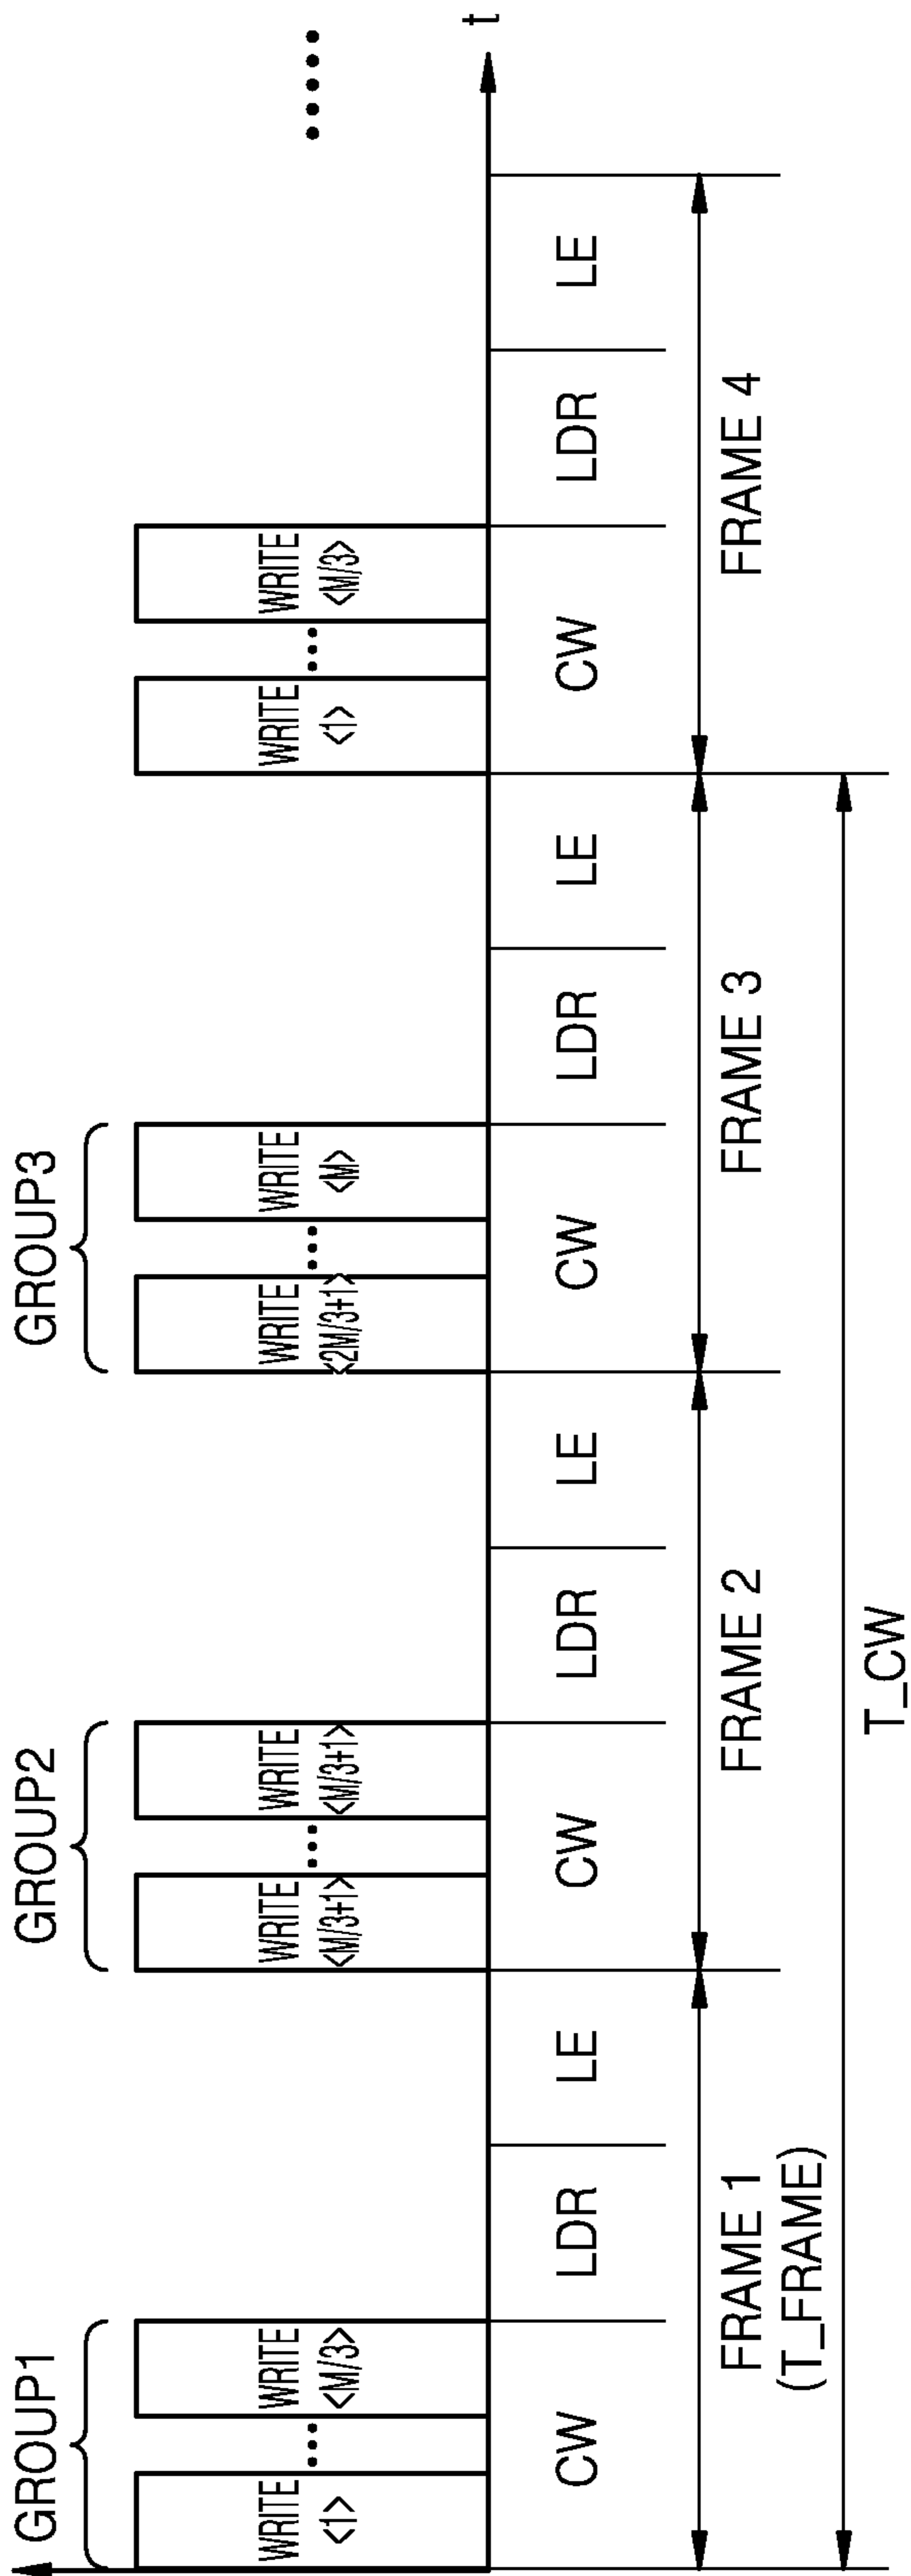 GROUP1
GROUP2
GROUP3
WRITE
<1>
•••
WRITE
<M/3>
WRITE
<M/3+1>
•••
WRITE
<M/3+1>
WRITE
<2M/3+1>
•••
WRITE
<M>
WRITE
<1>
•••
WRITE
<M/3>
•••••
t
CW
LDR
LE
CW
LDR
LE
CW
LDR
LE
CW
LDR
LE
FRAME 1
(T_FRAME)
FRAME 2
FRAME 3
FRAME 4
T_CW